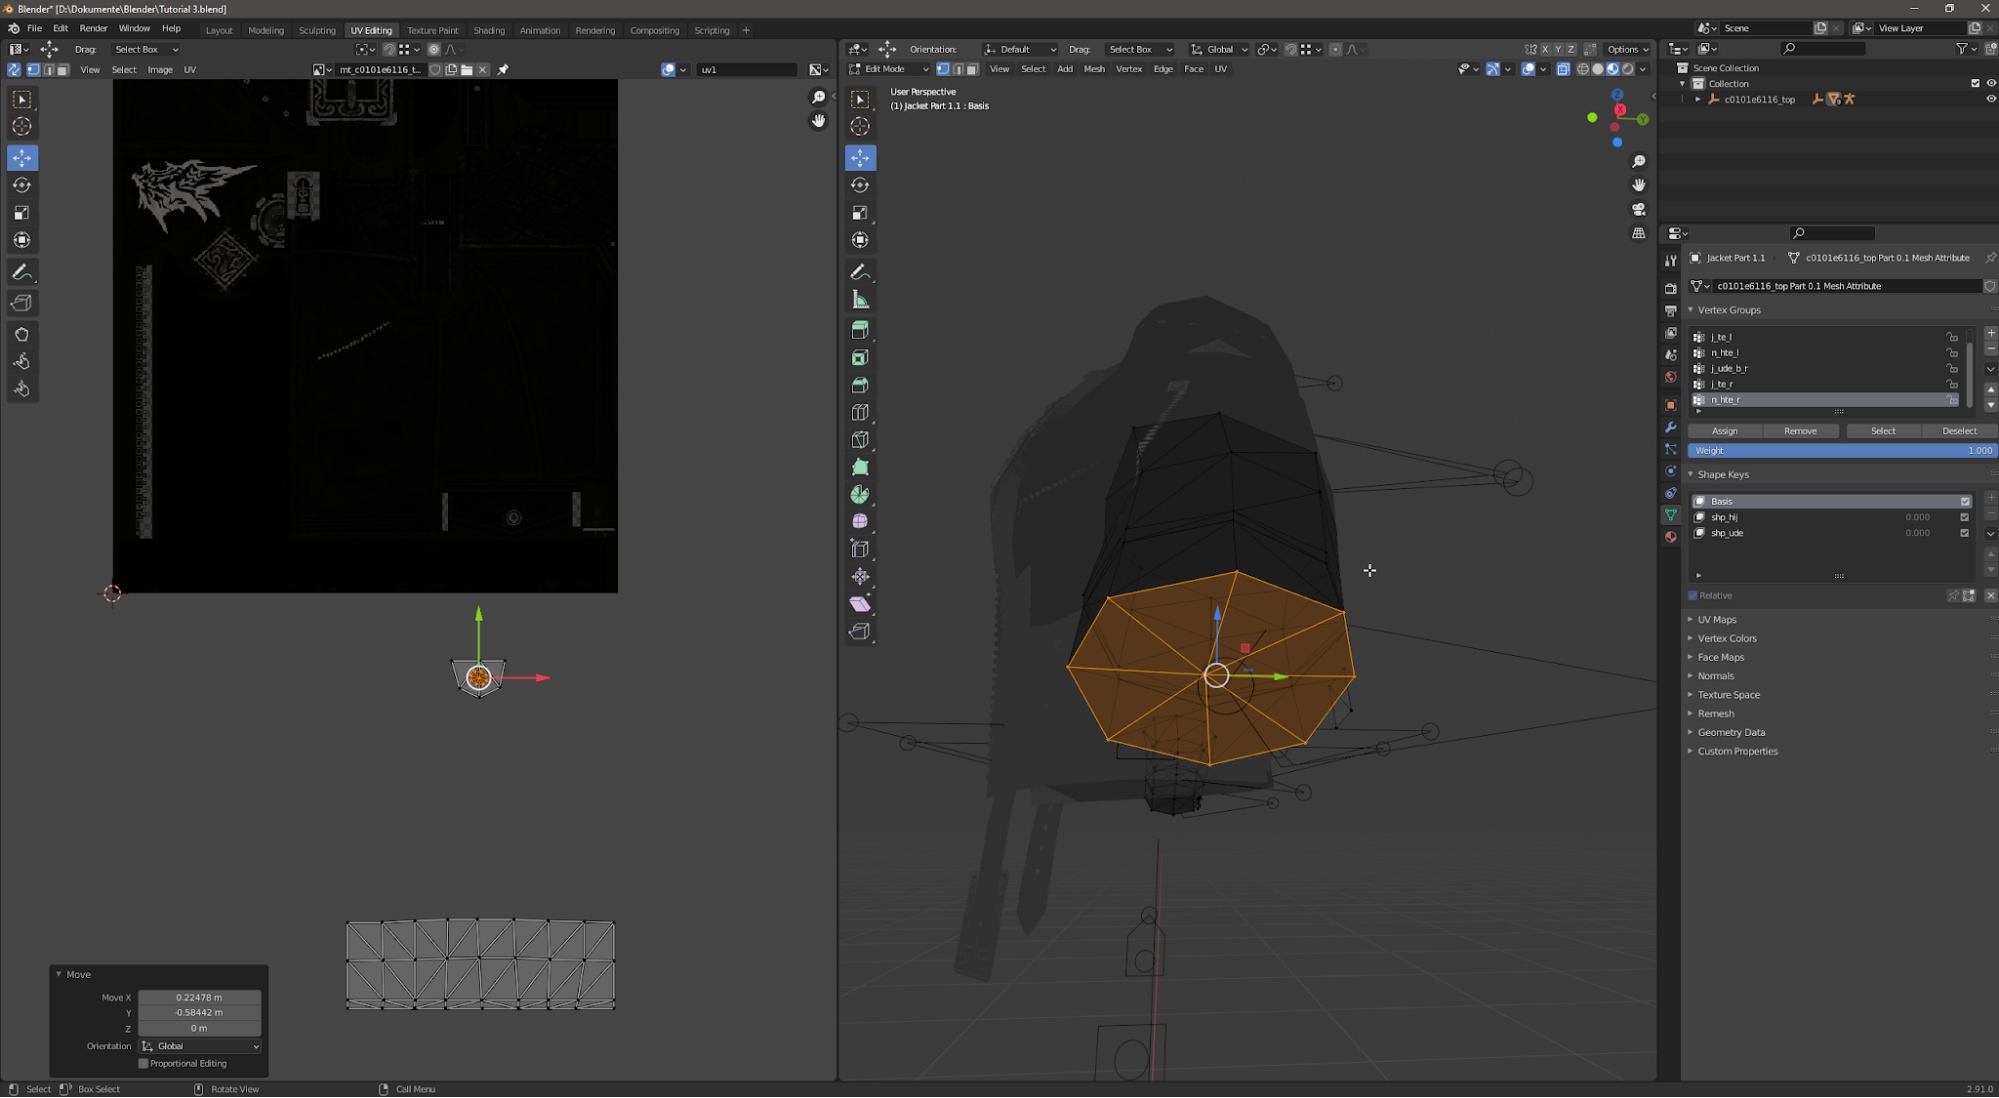 Blender* [D:\Dokumente\Blender\Tutorial 3.blend]
File Edit Render Window Help Layout Modeling Sculpting UV Editing Texture Paint Shading Animation Rendering Compositing Scripting + Scene View Layer
Drag: Select Box Orientation: Default Drag: Select Box Global X Y Z Options
View Select Image UV mt_c0101e6116_t... uv1 Edit Mode View Select Add Mesh Vertex Edge Face UV
Scene Collection
Collection
c0101e6116_top
User Perspective
(1) Jacket Part 1.1 : Basis
Z
X
Y
Jacket Part 1.1 c0101e6116_top Part 0.1 Mesh Attribute
c0101e6116_top Part 0.1 Mesh Attribute
Vertex Groups
j_te_l
n_hte_l
j_ude_b_r
j_te_r
n_hte_r
Assign Remove Select Deselect
Weight 1.000
Shape Keys
Basis
shp_hij 0.000
shp_ude 0.000
Relative
UV Maps
Vertex Colors
Face Maps
Normals
Texture Space
Remesh
Geometry Data
Custom Properties
Move
Move X 0.22478 m
Y -0.58442 m
Z 0 m
Orientation Global
Proportional Editing
Select Box Select Rotate View Call Menu 2.91.0